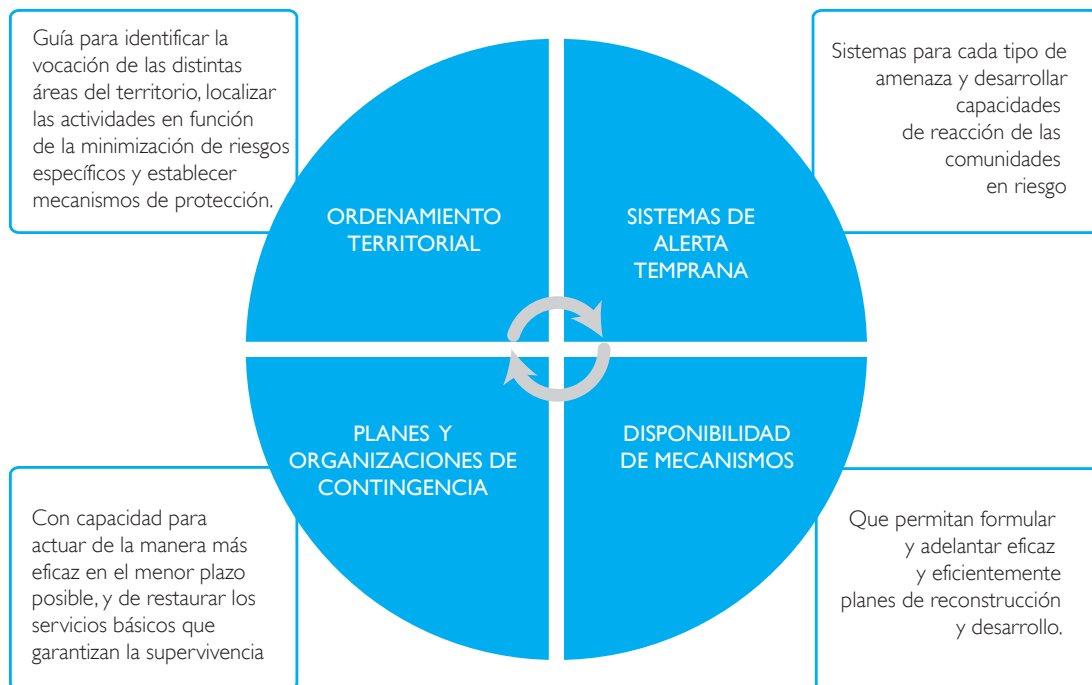 Guía para identificar la
vocación de las distintas
áreas del territorio, localizar
las actividades en función
de la minimización de riesgos
específicos y establecer
mecanismos de protección.
ORDENAMIENTO
TERRITORIAL
SISTEMAS DE
ALERTA
TEMPRANA
Sistemas para cada tipo de
amenaza y desarrollar
capacidades
de reacción de las
comunidades
en riesgo
Con capacidad para
actuar de la manera más
eficaz en el menor plazo
posible, y de restaurar los
servicios básicos que
garantizan la supervivencia
PLANES Y
ORGANIZACIONES DE
CONTINGENCIA
DISPONIBILIDAD
DE MECANISMOS
Que permitan formular
y adelantar eficaz
y eficientemente
planes de reconstrucción
y desarrollo.